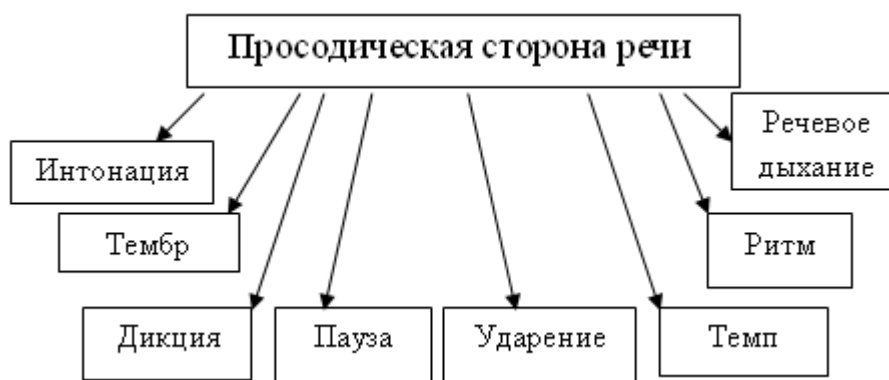 Просодическая сторона речи
Речевое
дыхание
Интонация
Тембр
Ритм
Дикция
Пауза
Ударение
Темп